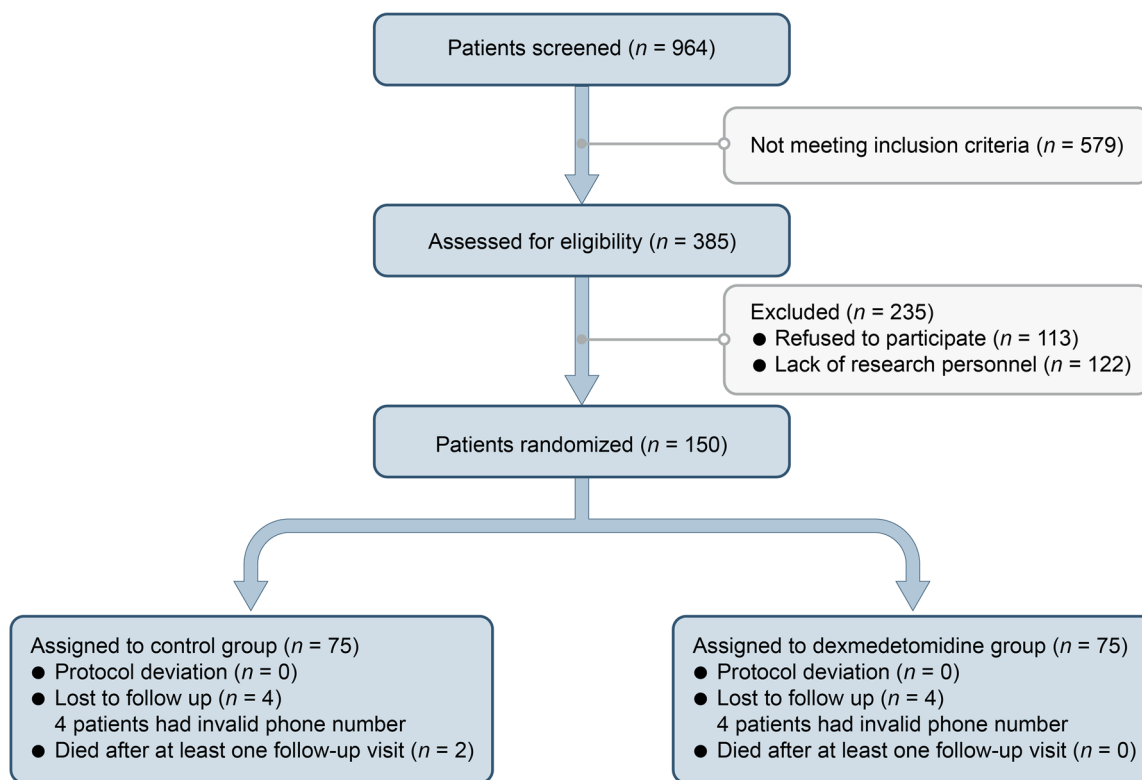 Patients screened (n = 964)
Not meeting inclusion criteria (n = 579)
Assessed for eligibility (n = 385)
Excluded (n = 235)
● Refused to participate (n = 113)
● Lack of research personnel (n = 122)
Patients randomized (n = 150)
Assigned to control group (n = 75)
● Protocol deviation (n = 0)
● Lost to follow up (n = 4)
4 patients had invalid phone number
● Died after at least one follow-up visit (n = 2)
Assigned to dexmedetomidine group (n = 75)
● Protocol deviation (n = 0)
● Lost to follow up (n = 4)
4 patients had invalid phone number
● Died after at least one follow-up visit (n = 0)